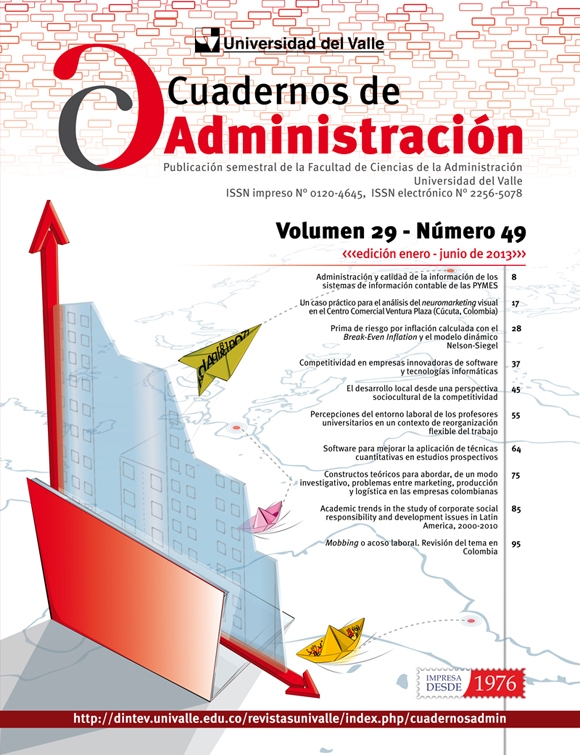 Universidad del Valle
Cuadernos de
Administración
Publicación semestral de la Facultad de Ciencias de la Administración
Universidad del Valle
ISSN impreso N° 0120-4645, ISSN electrónico N° 2256-5078
Volumen 29 - Número 49
‹‹‹edición enero - junio de 2013›››
Administración y calidad de la información de los 8
sistemas de información contable de las PYMES
Un caso práctico para el análisis del neuromarketing visual 17
en el Centro Comercial Ventura Plaza (Cúcuta, Colombia)
Prima de riesgo por inflación calculada con el 28
Break-Even Inflation y el modelo dinámico
Nelson-Siegel
Competitividad en empresas innovadoras de software 37
y tecnologías informáticas
El desarrollo local desde una perspectiva 45
sociocultural de la competitividad
Percepciones del entorno laboral de los profesores 55
universitarios en un contexto de reorganización
flexible del trabajo
Software para mejorar la aplicación de técnicas 64
cuantitativas en estudios prospectivos
Constructos teóricos para abordar, de un modo 75
investigativo, problemas entre marketing, producción
y logística en las empresas colombianas
Academic trends in the study of corporate social 85
responsibility and development issues in Latin
America, 2000-2010
Mobbing o acoso laboral. Revisión del tema en 95
Colombia
IMPRESA
DESDE
1976
http://dintev.univalle.edu.co/revistasunivalle/index.php/cuadernosadmin